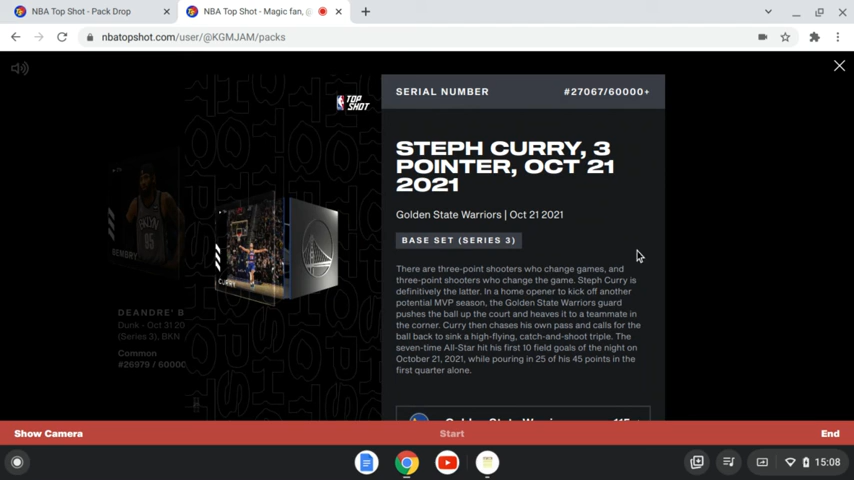 NBA Top Shot - Pack Drop
NBA Top Shot - Magic fan, @
nbatopshot.com/user/@KGMJAM/packs
TOP SHOT
SERIAL NUMBER #27067/60000+
STEPH CURRY, 3
POINTER, OCT 21
2021
Golden State Warriors | Oct 21 2021
BASE SET (SERIES 3)
There are three-point shooters who change games, and
three-point shooters who change the game. Steph Curry is
definitively the latter. In a home opener to kick off another
potential MVP season, the Golden State Warriors guard
pushes the ball up the court and heaves it to a teammate in
the corner. Curry then chases his own pass and calls for the
ball back to sink a high-flying, catch-and-shoot triple. The
seven-time All-Star hit his first 10 field goals of the night on
October 21, 2021, while pouring in 25 of his 45 points in the
first quarter alone.
BEMBRY
CURRY
DEANDRE' B
Dunk - Oct 31 20
(Series 3), BKN
Common
#26979 / 60000
Show Camera
Start
End
15:08